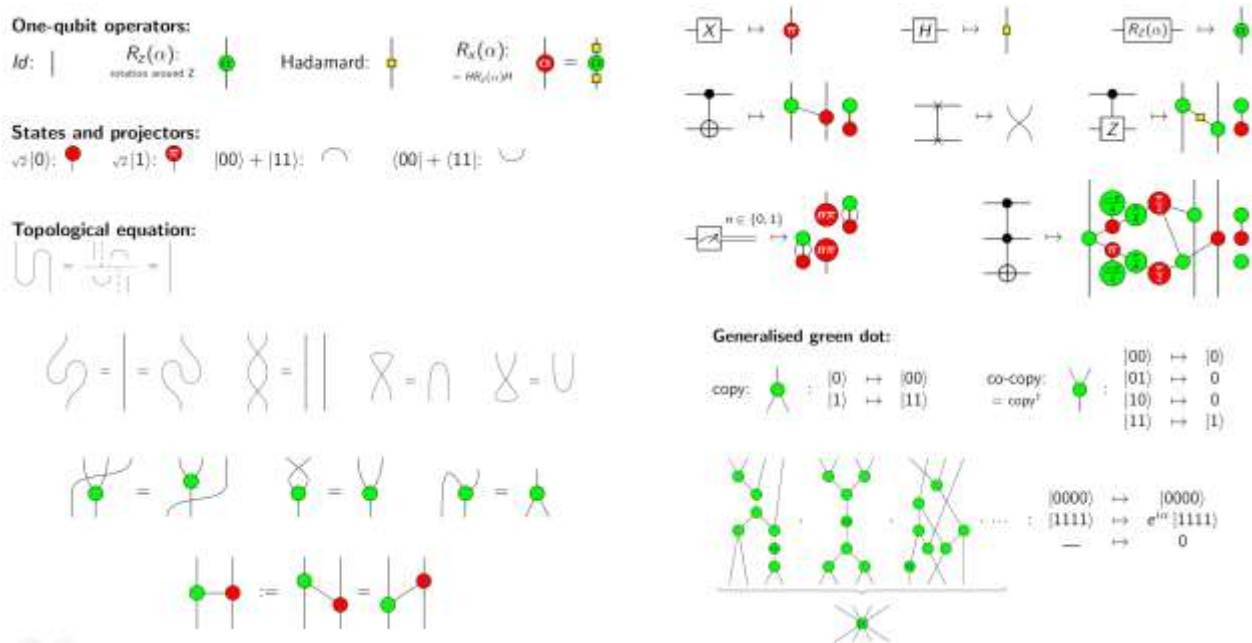 One-qubit operators:
Id:
R_Z(α):
rotation around Z
α
Hadamard:
R_x(α):
= HR_z(α)H
α
=
α
States and projectors:
√2|0⟩:
√2|1⟩:
π
|00⟩ + |11⟩:
⟨00| + ⟨11|:
Topological equation:
= =
= =
=
=
=
=
=
=
:= =
X ↦ π
H ↦
R_Z(α) ↦ α
↦
↦
Z ↦
n ∈ {0, 1}
↦ nπ
nπ
↦
π
Generalised green dot:
copy:
: |0⟩ ↦ |00⟩
|1⟩ ↦ |11⟩
co-copy:
= copy†
: |00⟩ ↦ |0⟩
|01⟩ ↦ 0
|10⟩ ↦ 0
|11⟩ ↦ |1⟩
, , , ⋯ :
|0000⟩ ↦ |0000⟩
|1111⟩ ↦ e^{iα} |1111⟩
— ↦ 0
α